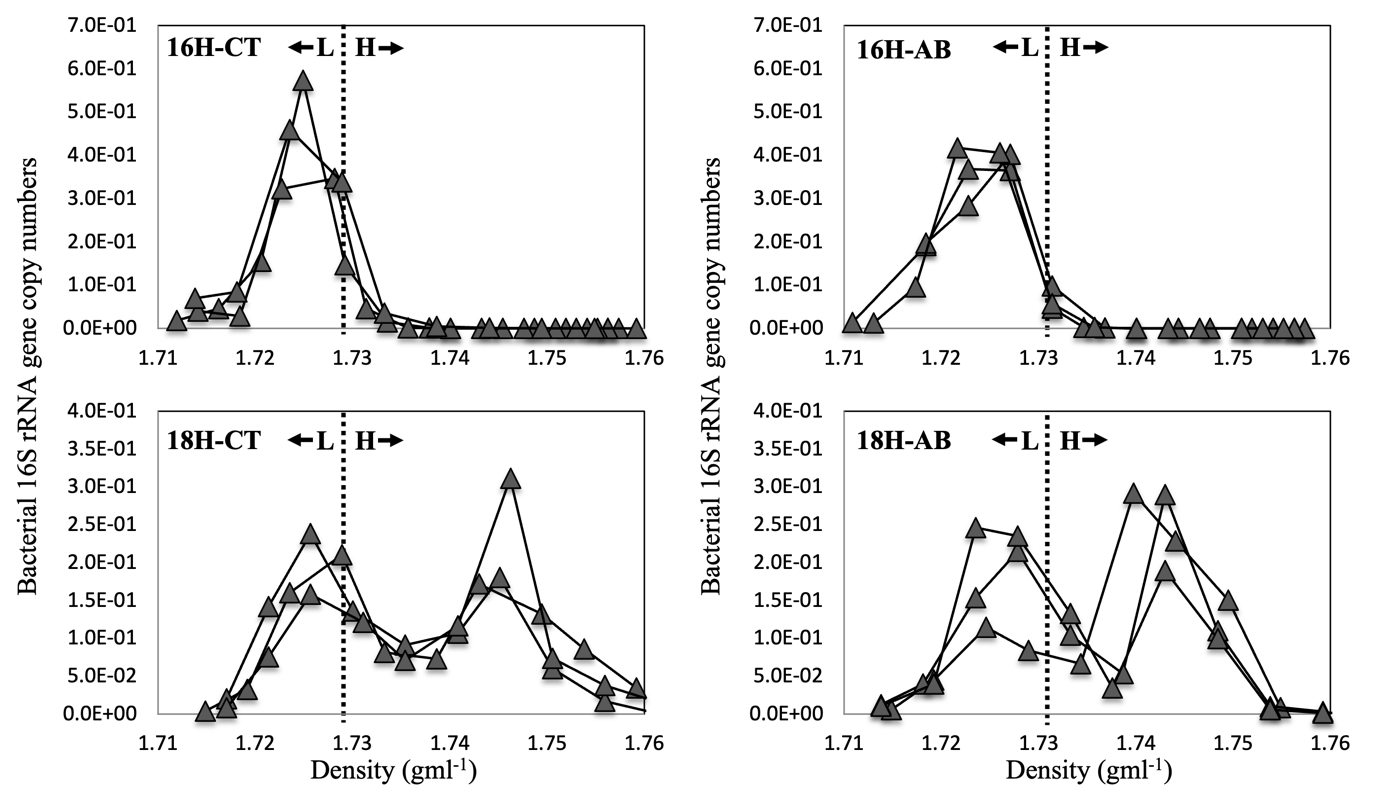 7.0E-01
6.0E-01
5.0E-01
4.0E-01
3.0E-01
2.0E-01
1.0E-01
0.0E+00
16H-CT
L H
1.71 1.72 1.73 1.74 1.75 1.76
Bacterial 16S rRNA gene copy numbers
7.0E-01
6.0E-01
5.0E-01
4.0E-01
3.0E-01
2.0E-01
1.0E-01
0.0E+00
16H-AB
L H
1.71 1.72 1.73 1.74 1.75 1.76
Bacterial 16S rRNA gene copy numbers
4.0E-01
3.5E-01
3.0E-01
2.5E-01
2.0E-01
1.5E-01
1.0E-01
5.0E-02
0.0E+00
18H-CT
L H
1.71 1.72 1.73 1.74 1.75 1.76
Density (gml-1)
4.0E-01
3.5E-01
3.0E-01
2.5E-01
2.0E-01
1.5E-01
1.0E-01
5.0E-02
0.0E+00
18H-AB
L H
1.71 1.72 1.73 1.74 1.75 1.76
Density (gml-1)